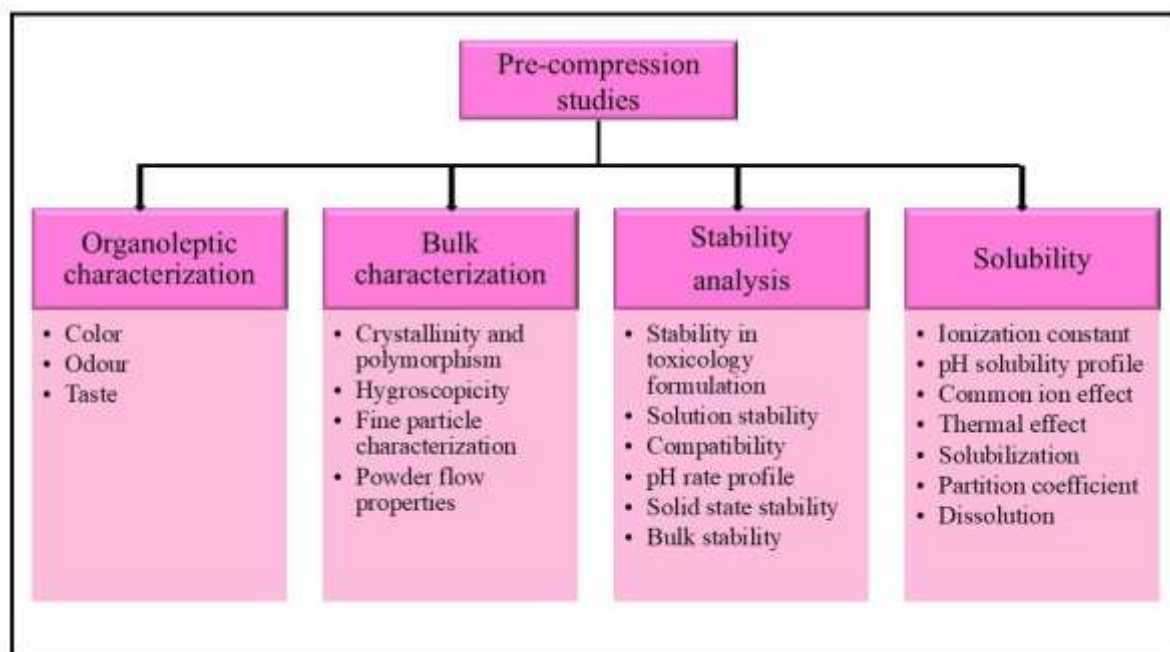 Pre-compression
studies
Organoleptic
characterization
• Color
• Odour
• Taste
Bulk
characterization
• Crystallinity and
polymorphism
• Hygroscopicity
• Fine particle
characterization
• Powder flow
properties
Stability
analysis
• Stability in
toxicology
formulation
• Solution stability
• Compatibility
• pH rate profile
• Solid state stability
• Bulk stability
Solubility
• Ionization constant
• pH solubility profile
• Common ion effect
• Thermal effect
• Solubilization
• Partition coefficient
• Dissolution